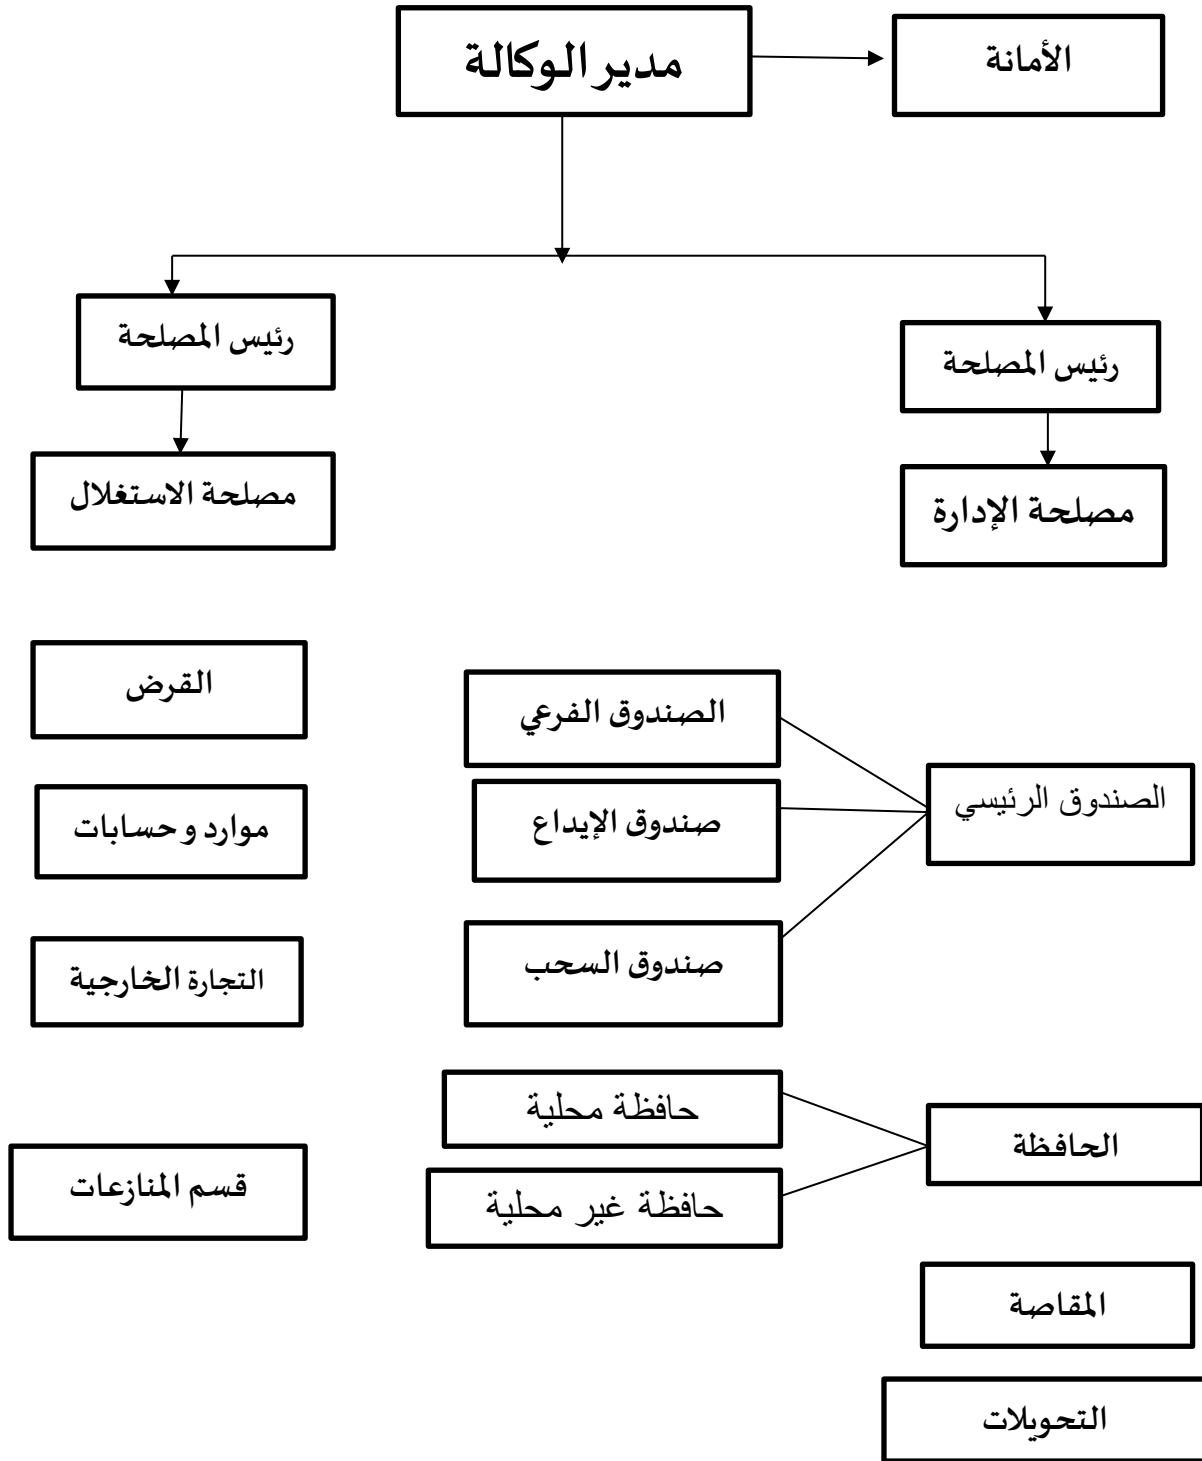 مدير الوكالة
الأمانة
رئيس المصلحة
رئيس المصلحة
مصلحة الإدارة
مصلحة الاستغلال
القرض
الصندوق الفرعي
الصندوق الرئيسي
صندوق الإيداع
موارد وحسابات
صندوق السحب
التجارة الخارجية
حافظة محلية
الحافظة
قسم المنازعات
حافظة غير محلية
المقاصة
التحويلات